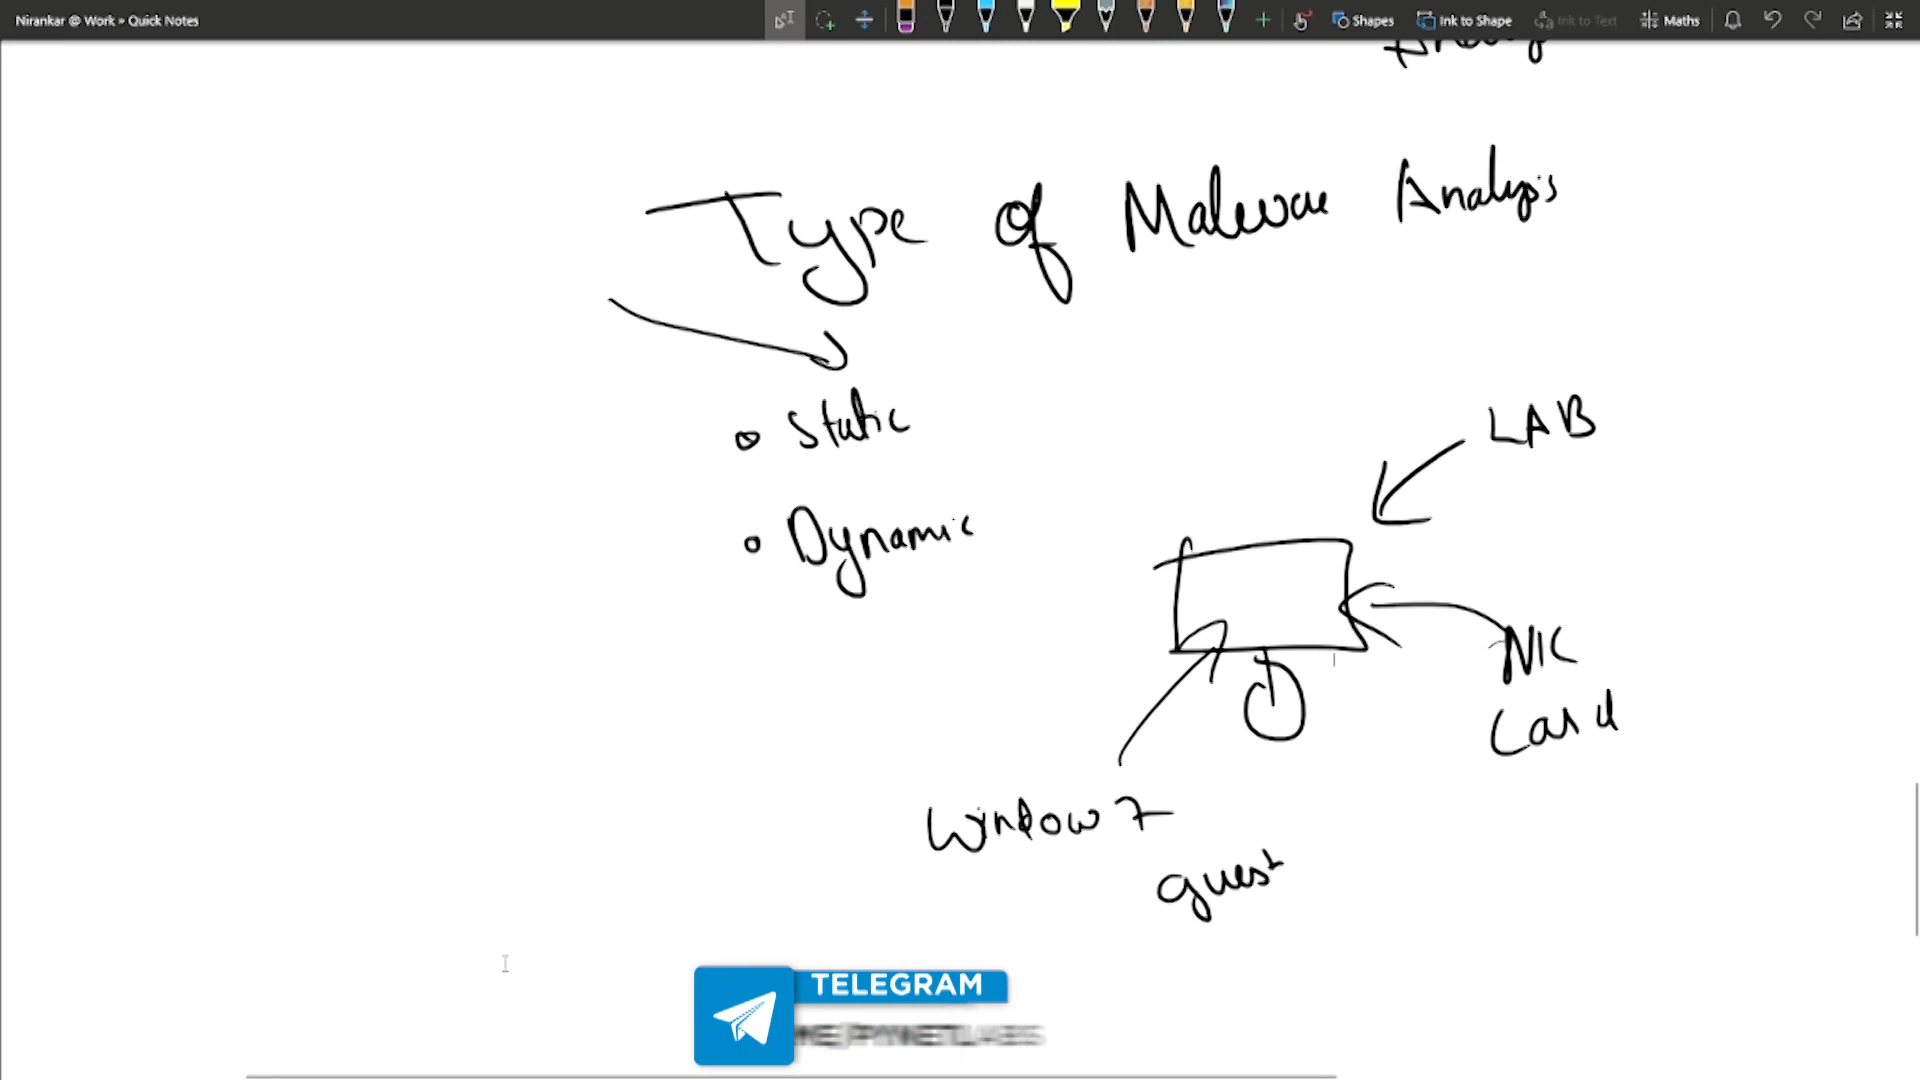 Nirankar @ Work » Quick Notes
Shapes
Ink to Shape
Ink to Text
Maths
Type of Malware Analysis
Static
LAB
Dynamic
NIC
Card
Window 7
guest
TELEGRAM